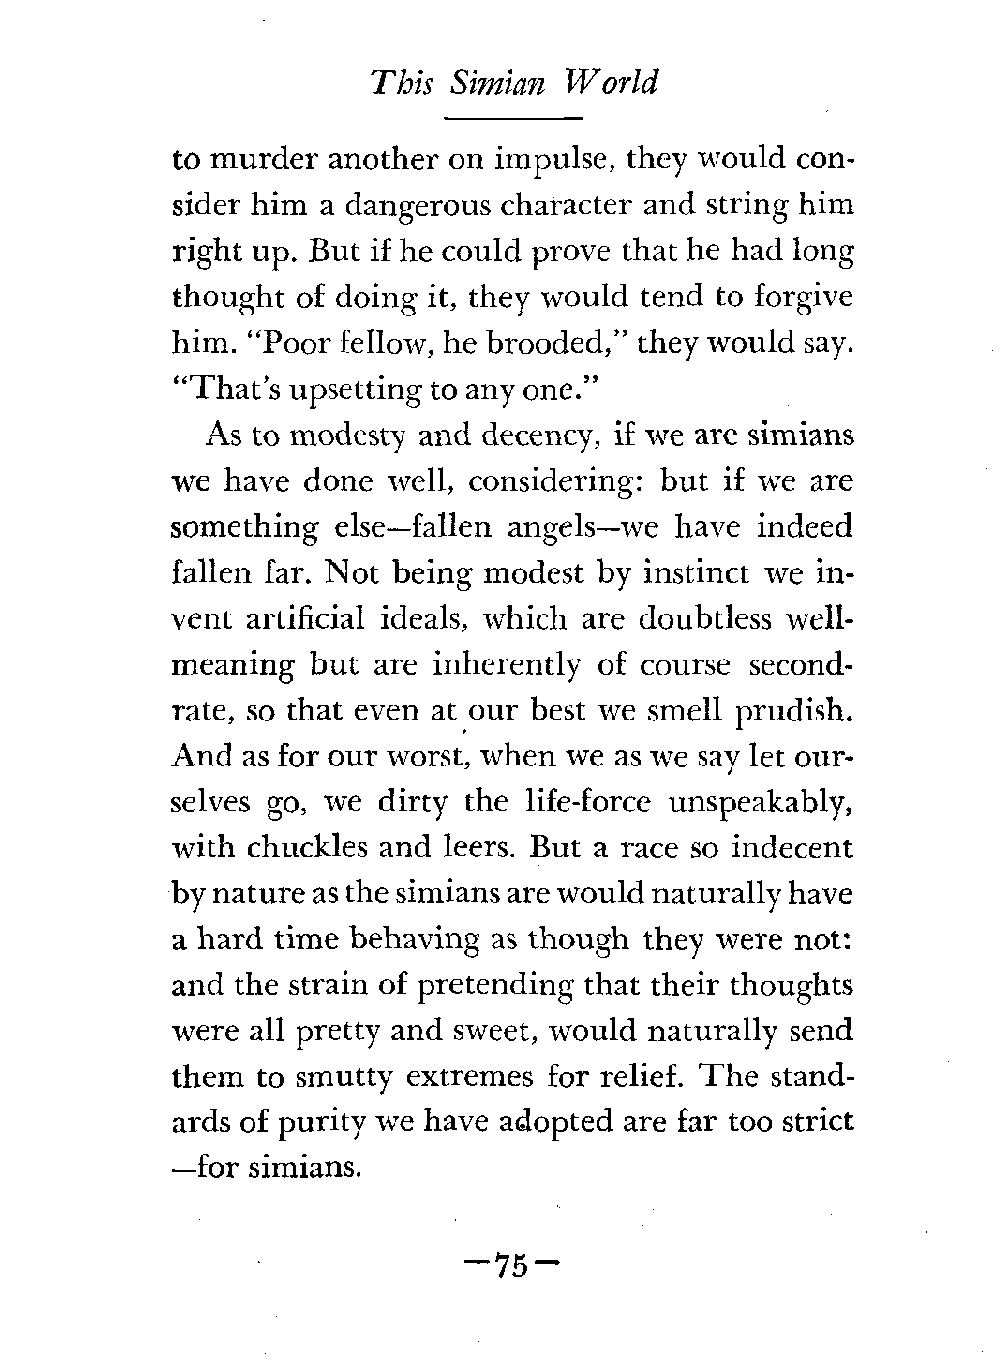 This Simian World
to murder another on impulse, they would con-
sider him a dangerous character and string him
right up. But if he could prove that he had long
thought of doing it, they would tend to forgive
him. “Poor fellow, he brooded,” they would say.
“That’s upsetting to any one.”
As to modesty and decency, if we are simians
we have done well, considering: but if we are
something else—fallen angels—we have indeed
fallen far. Not being modest by instinct we in-
vent artificial ideals, which are doubtless well-
meaning but are inherently of course second-
rate, so that even at our best we smell prudish.
And as for our worst, when we as we say let our-
selves go, we dirty the life-force unspeakably,
with chuckles and leers. But a race so indecent
by nature as the simians are would naturally have
a hard time behaving as though they were not:
and the strain of pretending that their thoughts
were all pretty and sweet, would naturally send
them to smutty extremes for relief. The stand-
ards of purity we have adopted are far too strict
—for simians.
—75—